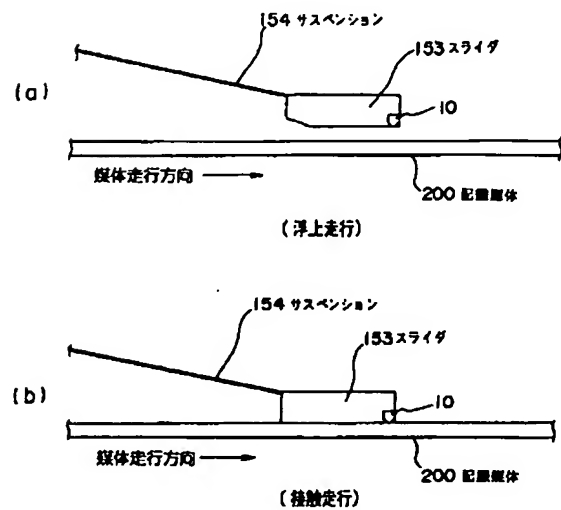 154 サスペンション
153 スライダ
(a)
10
媒体走行方向
200 記録媒体
(浮上走行)
154 サスペンション
153 スライダ
(b)
10
媒体走行方向
200 記録媒体
(接触走行)